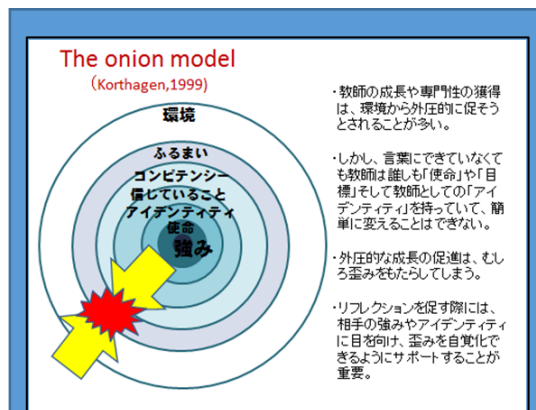 The onion model
（Korthagen,1999)
環境
ふるまい
コンピテンシー
信じていること
アイデンティティ
使命
強み
・教師の成長や専門性の獲得
は、環境から外圧的に促そう
とされることが多い。
・しかし、言葉にできていなくて
も教師は誰しも「使命」や「目
標」そして教師としての「アイ
デンティティ」を持っていて、簡
単に変えることはできない。
・外圧的な成長の促進は、むし
ろ歪みをもたらしてしまう。
・リフレクションを促す際には、
相手の強みやアイデンティティ
に目を向け、歪みを自覚化で
きるようにサポートすることが
重要。